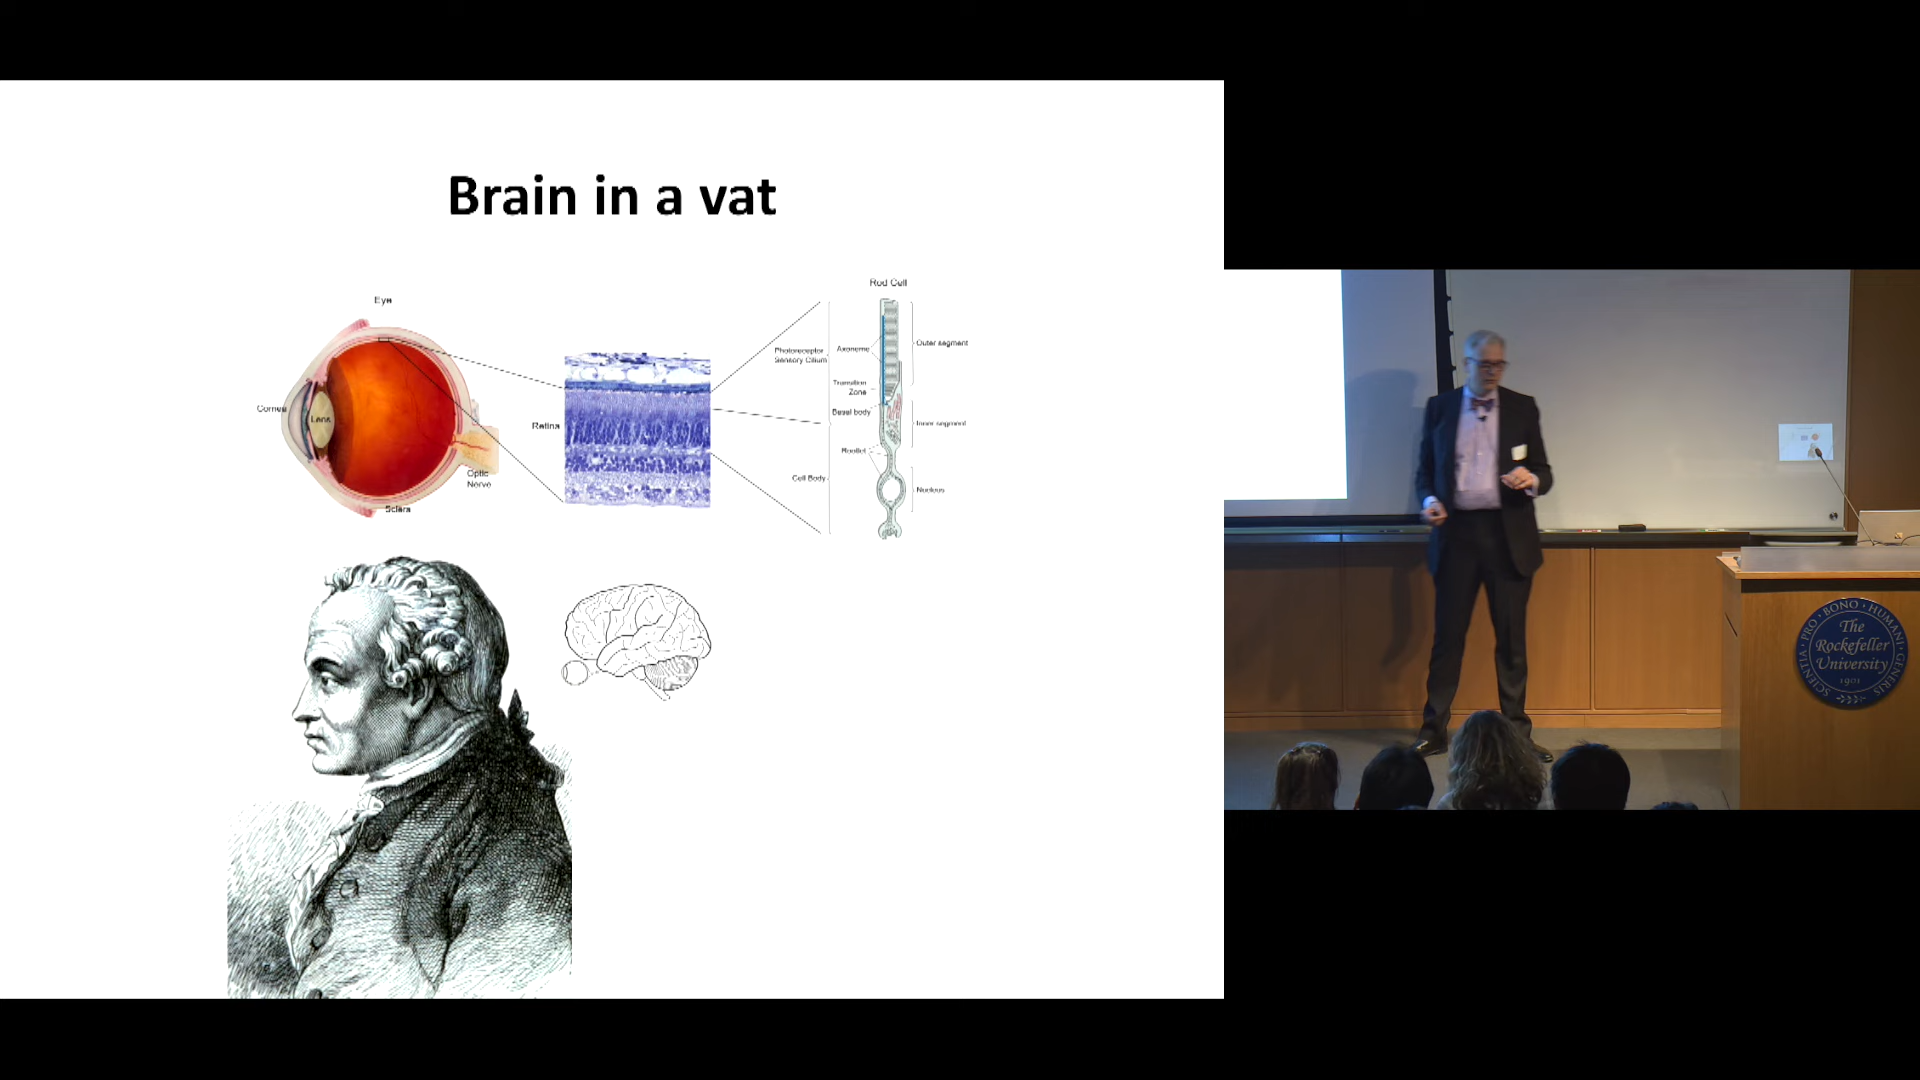 Brain in a vat
Eye
Cornea
Lens
Optic
Nerve
Sclera
Retina
Rod Cell
Photoreceptor
Sensory Cilium
Axoneme
Outer segment
Transition
Zone
Basal body
Inner segment
Rootlet
Cell Body
Nucleus
PRO • BONO • HUMANI • GENERIS
The
Rockefeller
University
1901
SCIENTIA